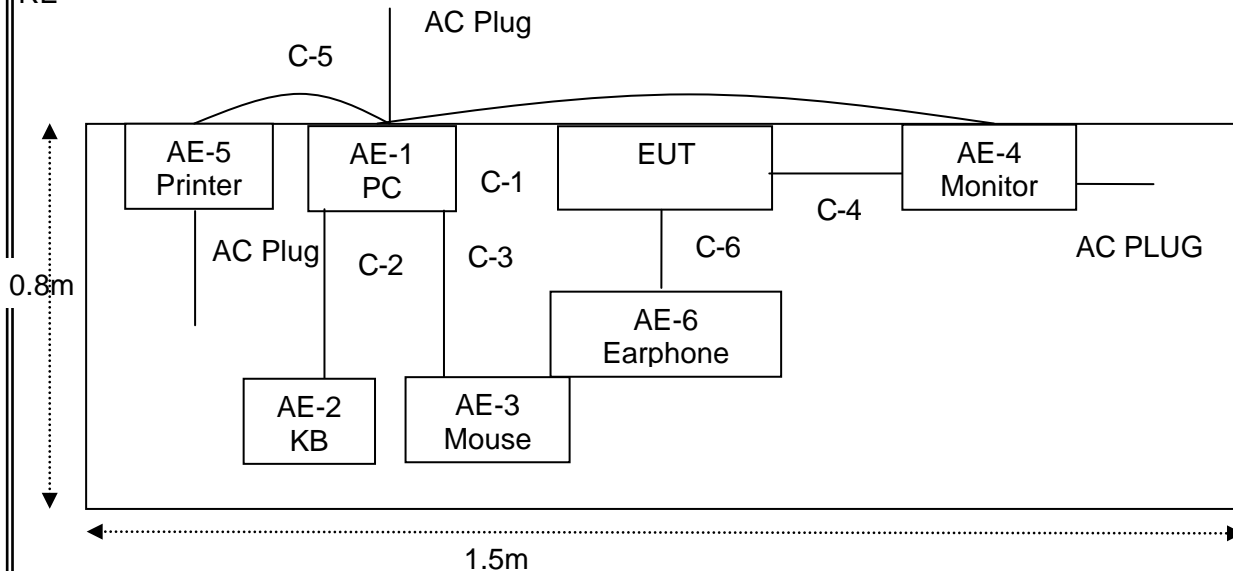 AC Plug
C-5
AE-5
Printer
AE-1
PC
C-1
EUT
C-4
AE-4
Monitor
AC Plug
C-2
C-3
C-6
AC PLUG
0.8m
AE-6
Earphone
AE-2
KB
AE-3
Mouse
1.5m